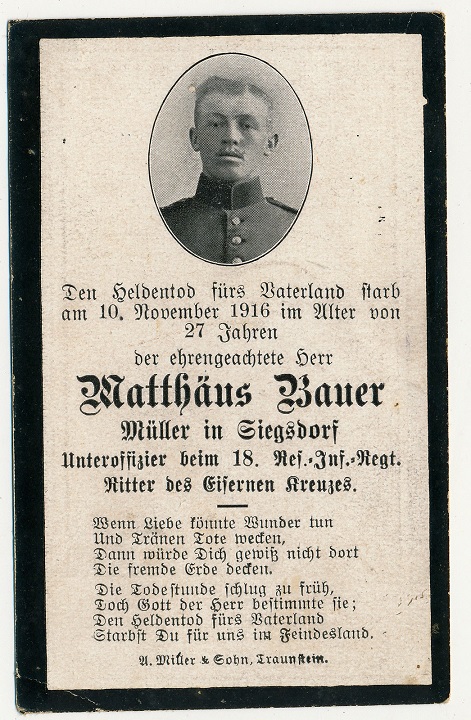 Den Heldentod fürs Vaterland starb
am 10. November 1916 im Alter von
27 Jahren
der ehrengeachtete Herr
Matthäus Bauer
Müller in Siegsdorf
Unteroffizier beim 18. Res.-Inf.-Regt.
Ritter des Eisernen Kreuzes.
Wenn Liebe könnte Wunder tun
Und Tränen Tote wecken,
Dann würde Dich gewiß nicht dort
Die fremde Erde decken.
Die Todestunde schlug zu früh,
Doch Gott der Herr bestimmte sie;
Den Heldentod fürs Vaterland
Starbst Du für uns im Feindesland.
A. Miller & Sohn, Traunstein.